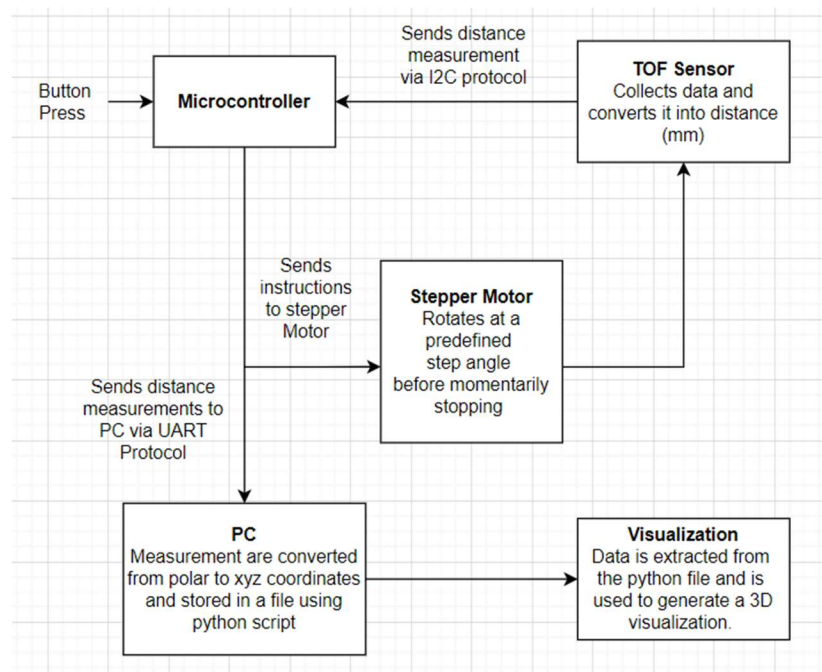 Button
Press
Microcontroller
Sends distance
measurement
via I2C protocol
TOF Sensor
Collects data and
converts it into distance
(mm)
Sends
instructions
to stepper
Motor
Stepper Motor
Rotates at a
predefined
step angle
before momentarily
stopping
Sends distance
measurements to
PC via UART
Protocol
PC
Measurement are converted
from polar to xyz coordinates
and stored in a file using
python script
Visualization
Data is extracted from
the python file and is
used to generate a 3D
visualization.